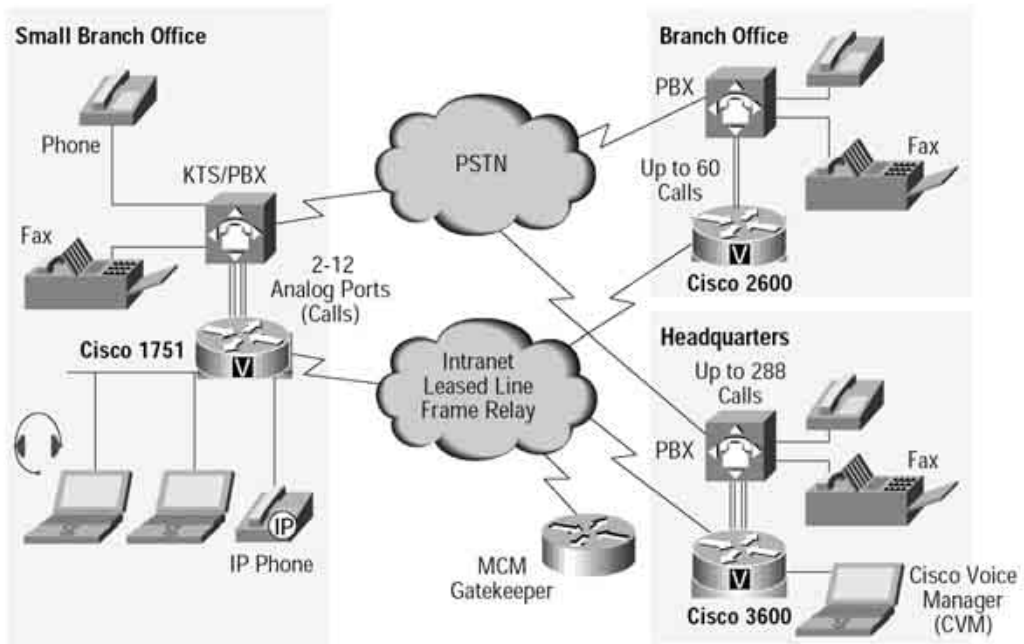 Small Branch Office
Phone
KTS/PBX
Fax
2-12
Analog Ports
(Calls)
Cisco 1751
V
IP
IP Phone
PSTN
Intranet
Leased Line
Frame Relay
MCM
Gatekeeper
Branch Office
PBX
Up to 60
Calls
Fax
V
Cisco 2600
Headquarters
Up to 288
Calls
PBX
Fax
V
Cisco 3600
Cisco Voice
Manager
(CVM)